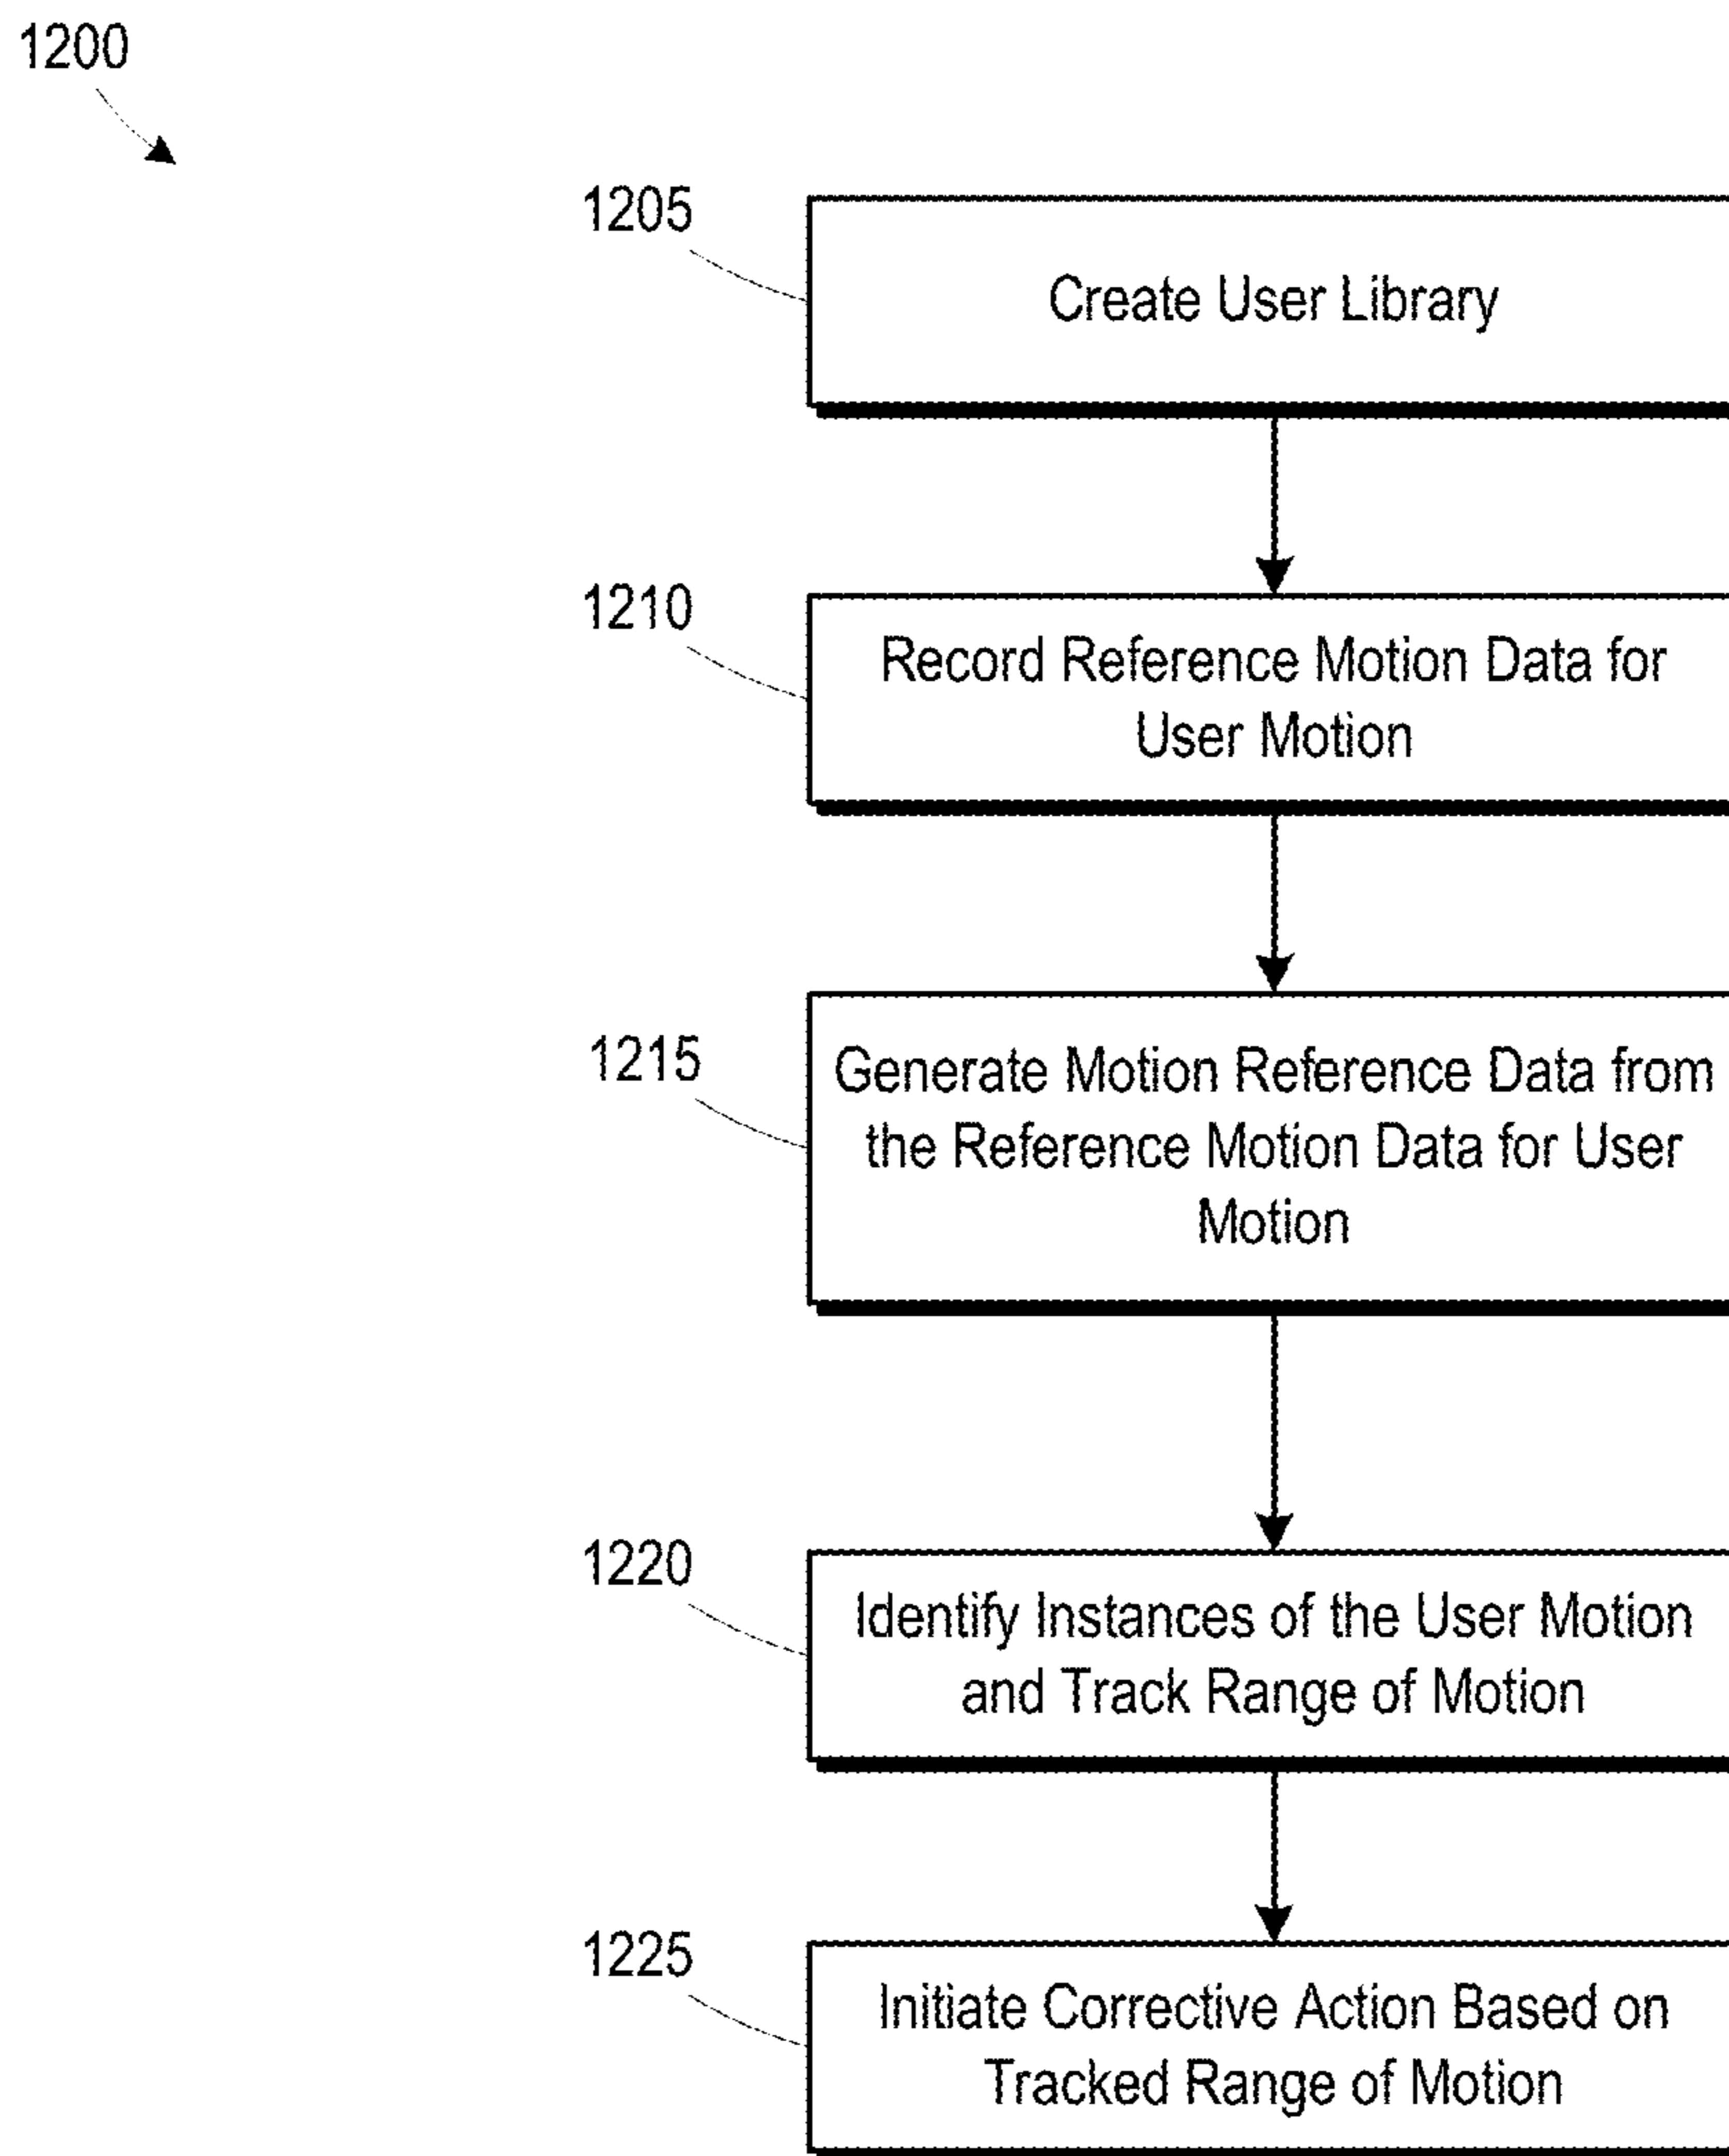 1200
1205
Create User Library
1210
Record Reference Motion Data for
User Motion
1215
Generate Motion Reference Data from
the Reference Motion Data for User
Motion
1220
Identify Instances of the User Motion
and Track Range of Motion
1225
Initiate Corrective Action Based on
Tracked Range of Motion